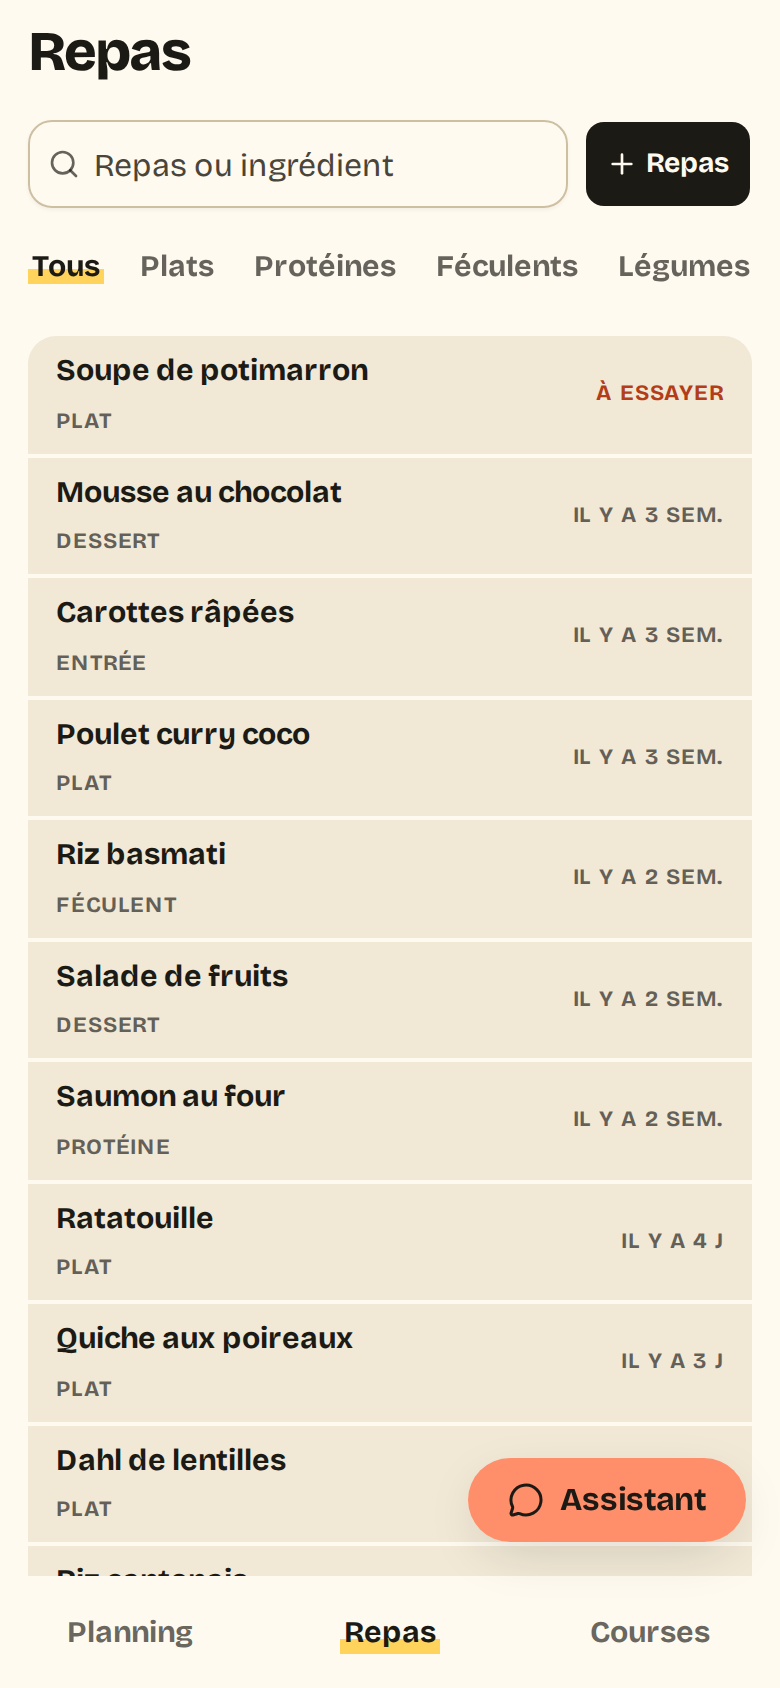 Repas
Repas ou ingrédient
Repas
Tous Plats Protéines Féculents Légumes
Soupe de potimarron
À ESSAYER
PLAT
Mousse au chocolat
IL Y A 3 SEM.
DESSERT
Carottes râpées
IL Y A 3 SEM.
ENTRÉE
Poulet curry coco
IL Y A 3 SEM.
PLAT
Riz basmati
IL Y A 2 SEM.
FÉCULENT
Salade de fruits
IL Y A 2 SEM.
DESSERT
Saumon au four
IL Y A 2 SEM.
PROTÉINE
Ratatouille
IL Y A 4 J
PLAT
Quiche aux poireaux
IL Y A 3 J
PLAT
Dahl de lentilles
PLAT
Assistant
Riz cantonais
Planning Repas Courses